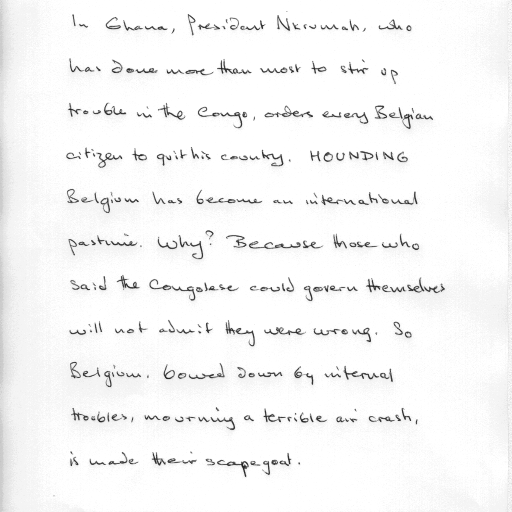 In Ghana, President Nkrumah, who
has done more than most to stir up
trouble in the Congo, orders every Belgian
citizen to quit his country. HOUNDING
Belgium has become an international
pastime. Why? Because those who
said the Congolese could govern themselves
will not admit they were wrong. So
Belgium, bowed down by internal
troubles, mourning a terrible air crash,
is made their scapegoat.